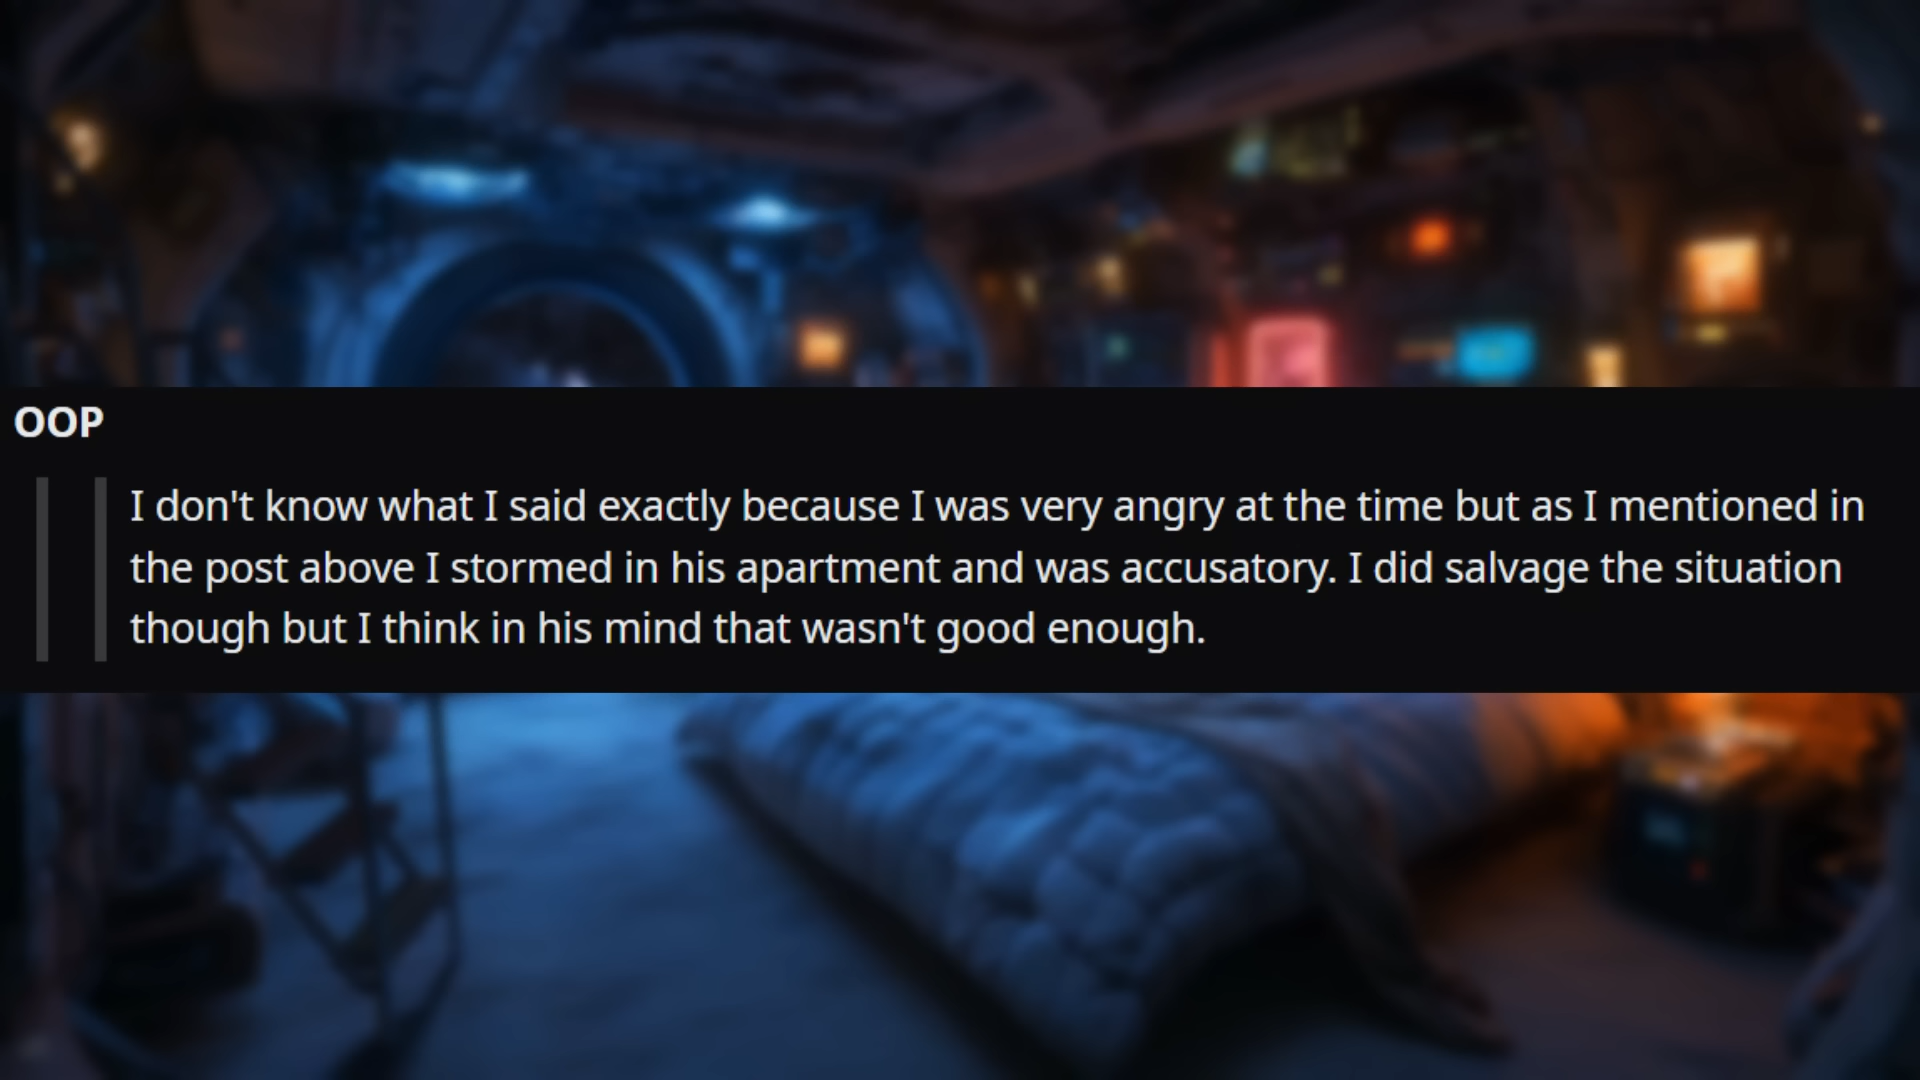 OOP
I don't know what I said exactly because I was very angry at the time but as I mentioned in
the post above I stormed in his apartment and was accusatory. I did salvage the situation
though but I think in his mind that wasn't good enough.